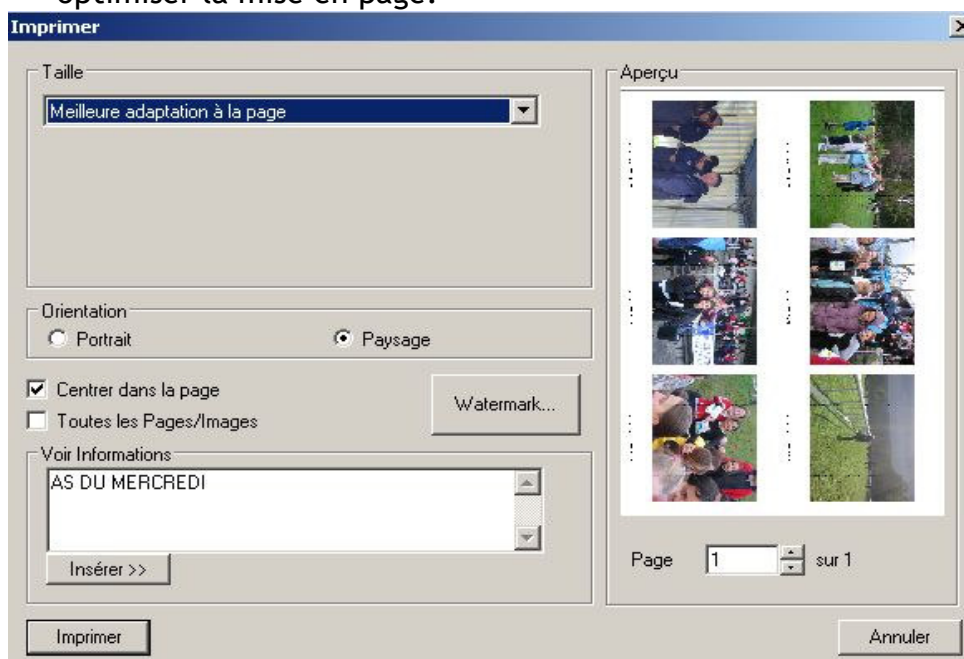 optimiser la mise en page.
Imprimer
Taille
Meilleure adaptation à la page
Orientation
Portrait
Paysage
Centrer dans la page
Toutes les Pages/Images
Watermark...
Voir Informations
AS DU MERCREDI
Insérer >>
Aperçu
Page 1 sur 1
Imprimer
Annuler